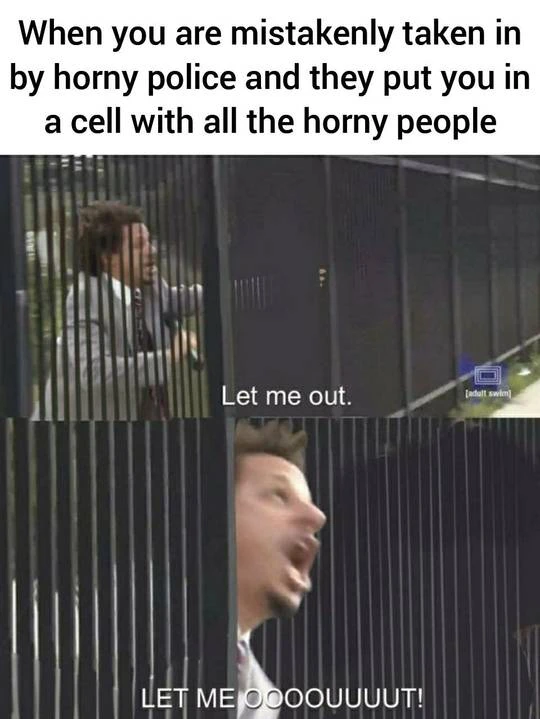 When you are mistakenly taken in
by horny police and they put you in
a cell with all the horny people
Let me out.
[adult swim]
LET ME OOOOUUUUT!